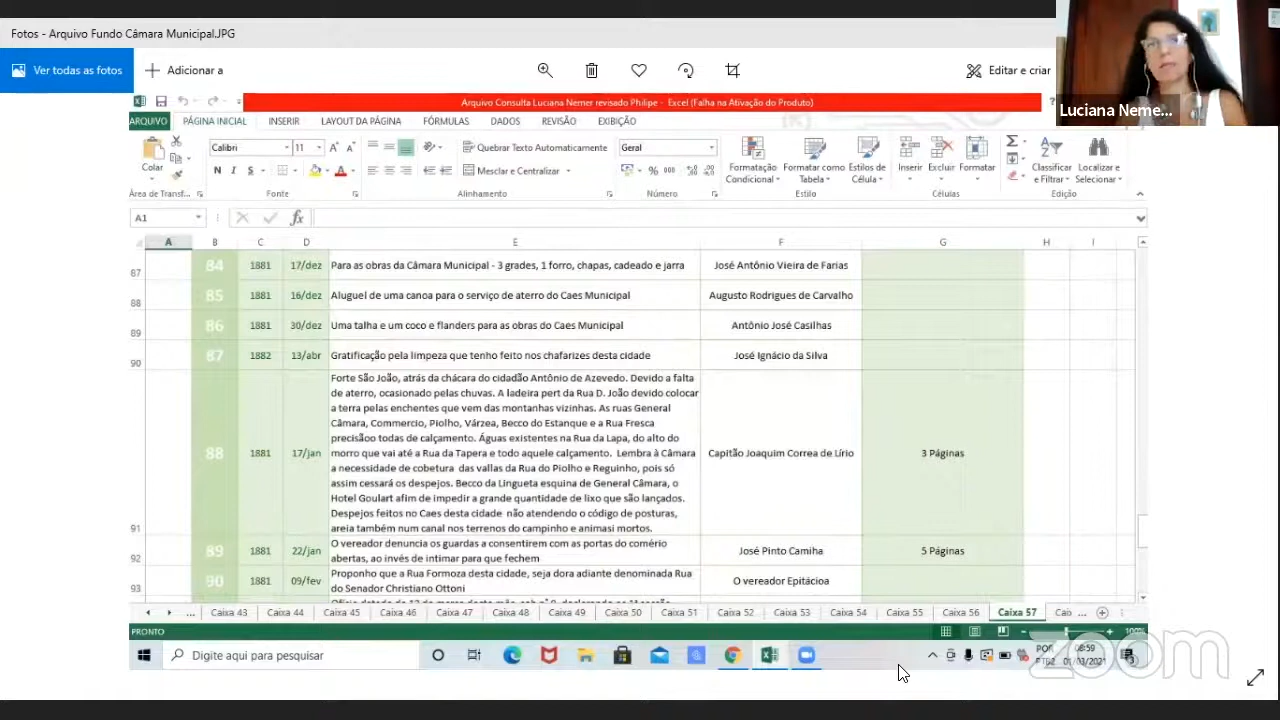 Fotos - Arquivo Fundo Câmara Municipal.JPG
Ver todas as fotos
Adicionar a
Editar e criar
Luciana Neme...
Arquivo Consulta Luciana Nemer revisado Philipe - Excel (Falha na Ativação do Produto)
ARQUIVO PÁGINA INICIAL INSERIR LAYOUT DA PÁGINA FÓRMULAS DADOS REVISÃO EXIBIÇÃO
Colar
Calibri 11
N I S
Quebrar Texto Automaticamente
Mesclar e Centralizar
Geral
% 000
Formatação Condicional
Formatar como Tabela
Estilos de Célula
Inserir Excluir Formatar
Classificar e Filtrar
Localizar e Selecionar
Área de Transf... Fonte Alinhamento Número Estilo Células Edição
A1
fx
A B C D E F G H I
87 84 1881 17/dez Para as obras da Câmara Municipal - 3 grades, 1 forro, chapas, cadeado e jarra José Antônio Vieira de Farias
88 85 1881 16/dez Aluguel de uma canoa para o serviço de aterro do Caes Municipal Augusto Rodrigues de Carvalho
89 86 1881 30/dez Uma talha e um coco e flanders para as obras do Caes Municipal Antônio José Casilhas
90 87 1882 13/abr Gratificação pela limpeza que tenho feito nos chafarizes desta cidade José Ignácio da Silva
Forte São João, atrás da chácara do cidadão Antônio de Azevedo. Devido a falta
de aterro, ocasionado pelas chuvas. A ladeira pert da Rua D. João devido colocar
a terra pelas enchentes que vem das montanhas vizinhas. As ruas General
Câmara, Commercio, Piolho, Várzea, Becco do Estanque e a Rua Fresca
precisãoo todas de calçamento. Águas existentes na Rua da Lapa, do alto do
morro que vai até a Rua da Tapera e todo aquele calçamento. Lembra à Câmara
a necessidade de cobetura das vallas da Rua do Piolho e Reguinho, pois só
assim cessará os despejos. Becco da Lingueta esquina de General Câmara, o
Hotel Goulart afim de impedir a grande quantidade de lixo que são lançados.
Despejos feitos no Caes desta cidade não atendendo o código de posturas,
areia também num canal nos terrenos do campinho e animasi mortos.
91 88 1881 17/jan Capitão Joaquim Correa de Lírio 3 Páginas
O vereador denuncia os guardas a consentirem com as portas do comério
abertas, ao invés de intimar para que fechem
92 89 1881 22/jan José Pinto Camiha 5 Páginas
Proponho que a Rua Formoza desta cidade, seja dora adiante denominada Rua
do Senador Christiano Ottoni
93 90 1881 09/fev O vereador Epitácioa
... Caixa 43 Caixa 44 Caixa 45 Caixa 46 Caixa 47 Caixa 48 Caixa 49 Caixa 50 Caixa 51 Caixa 52 Caixa 53 Caixa 54 Caixa 55 Caixa 56 Caixa 57 Cai ...
PRONTO
100%
Digite aqui para pesquisar
POR
08:59
zoom